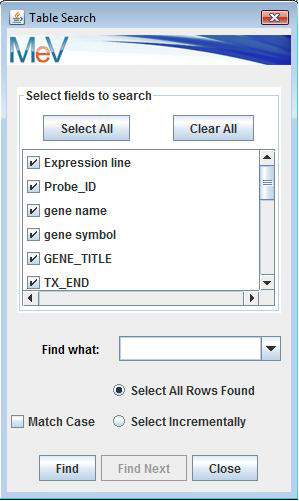 Table Search
MeV
Select fields to search
Select All Clear All
Expression line
Probe_ID
gene name
gene symbol
GENE_TITLE
TX_END
Find what:
Select All Rows Found
Match Case Select Incrementally
Find Find Next Close